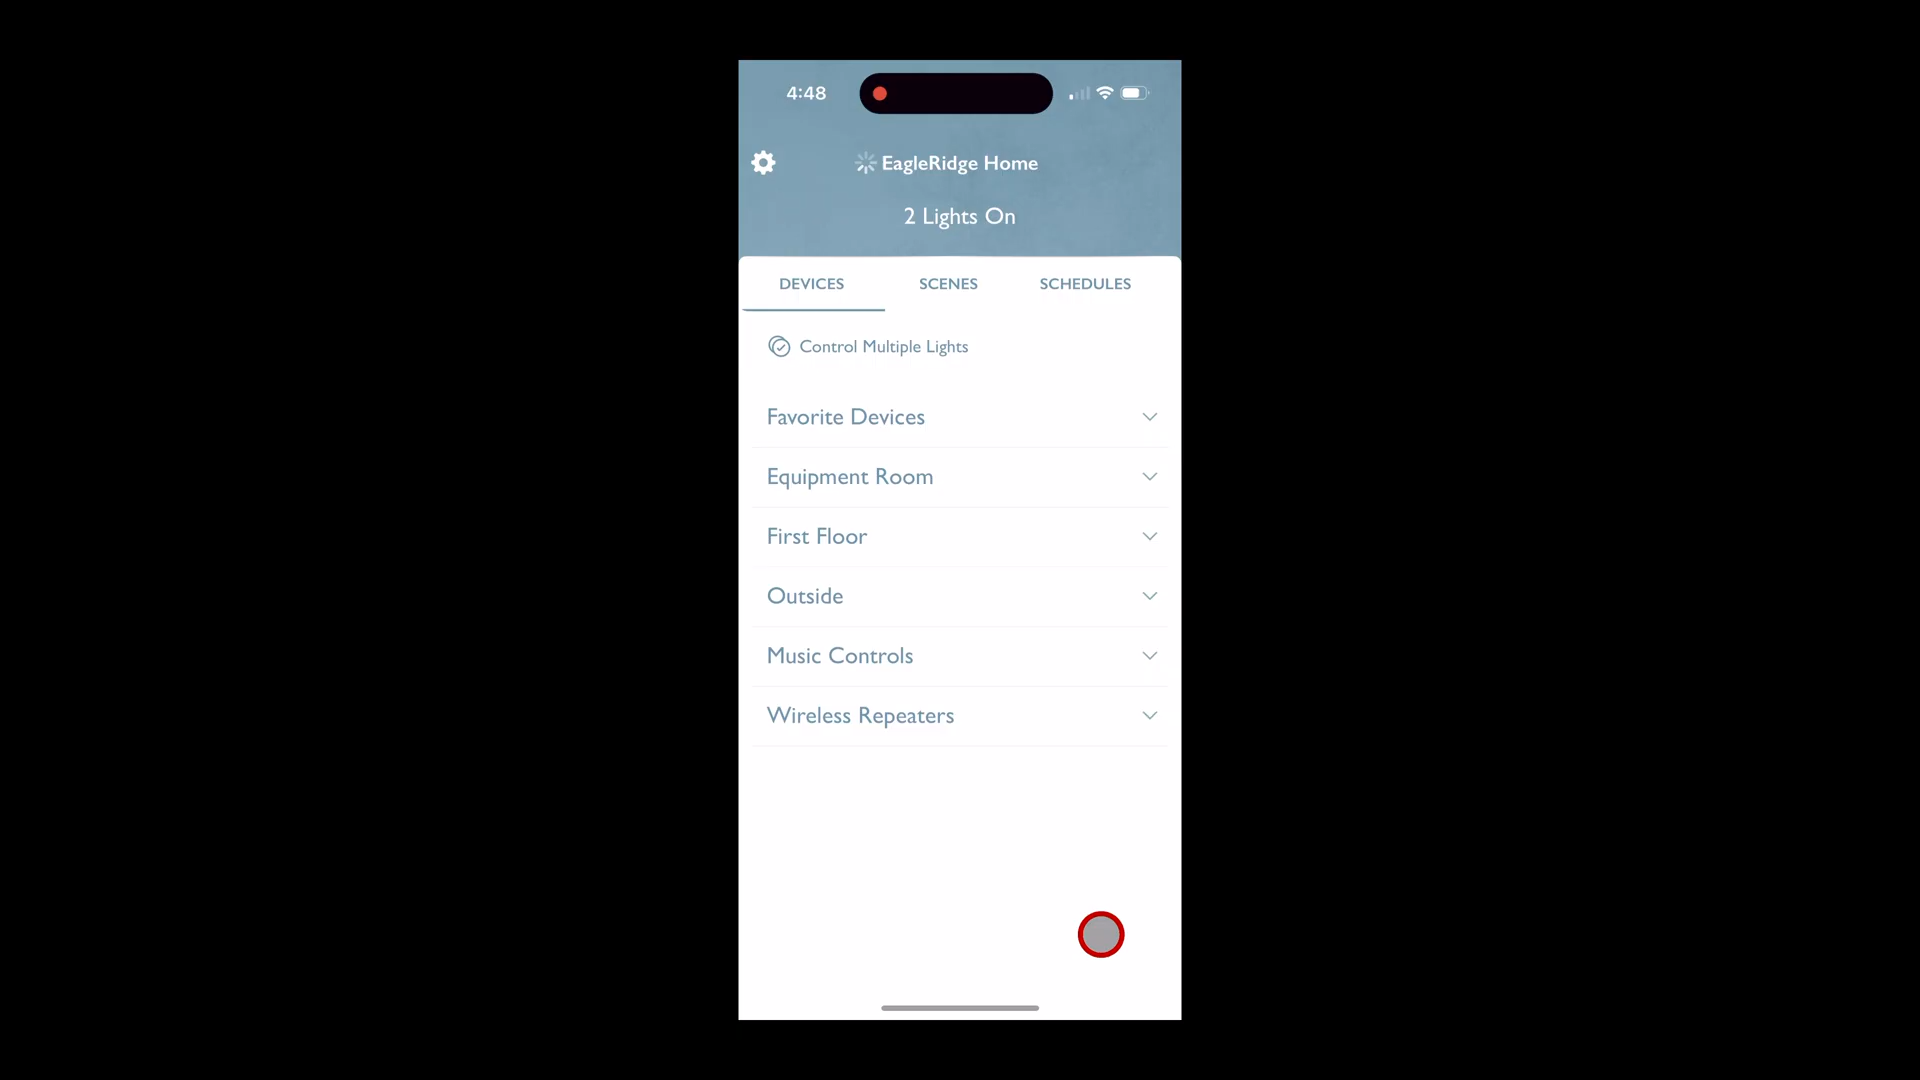 4:48
EagleRidge Home
2 Lights On
DEVICES SCENES SCHEDULES
Control Multiple Lights
Favorite Devices
Equipment Room
First Floor
Outside
Music Controls
Wireless Repeaters